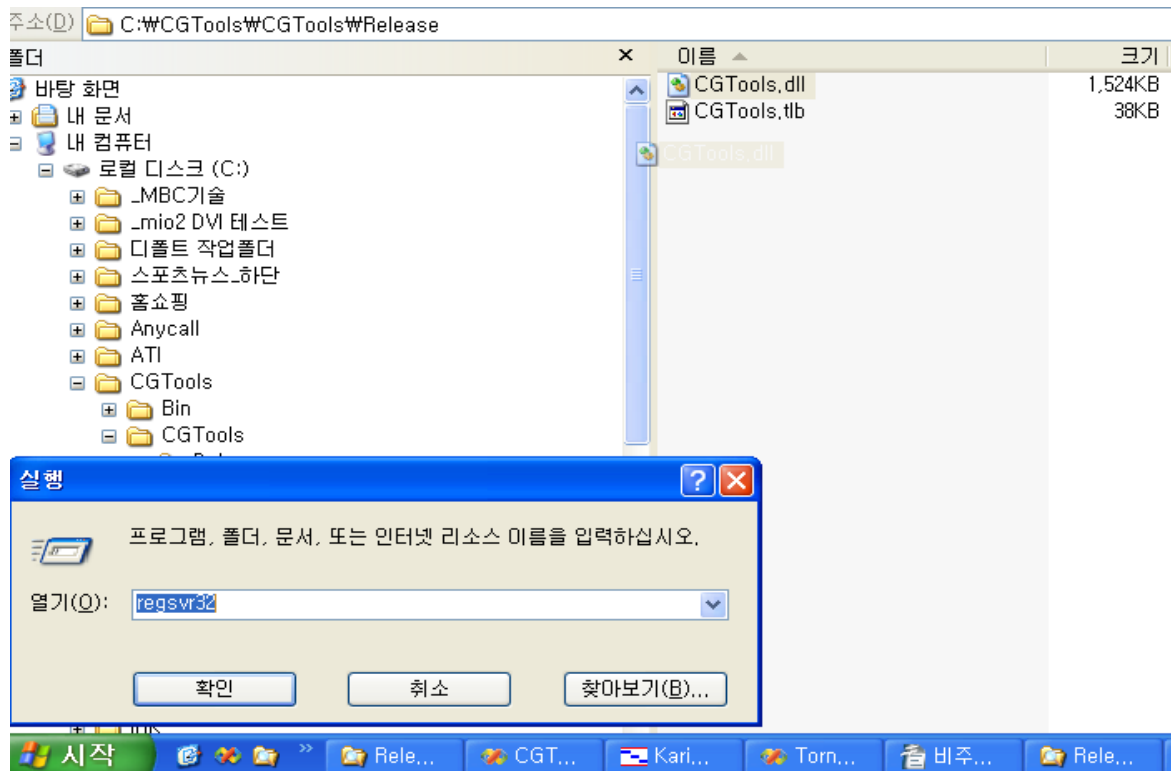 주소(D) C:₩CGTools₩CGTools₩Release
폴더
이름 크기
바탕 화면
CGTools.dll 1,524KB
내 문서
CGTools.tlb 38KB
내 컴퓨터
CGTools.dll
로컬 디스크 (C:)
_MBC기술
_mio2 DVI 테스트
디폴트 작업폴더
스포츠뉴스_하단
홈쇼핑
Anycall
ATI
CGTools
Bin
CGTools
실행
프로그램, 폴더, 문서, 또는 인터넷 리소스 이름을 입력하십시오.
열기(O): regsvr32
확인 취소 찾아보기(B)...
시작 Rele... CGT... Kari... Torn... 비주... Rele...